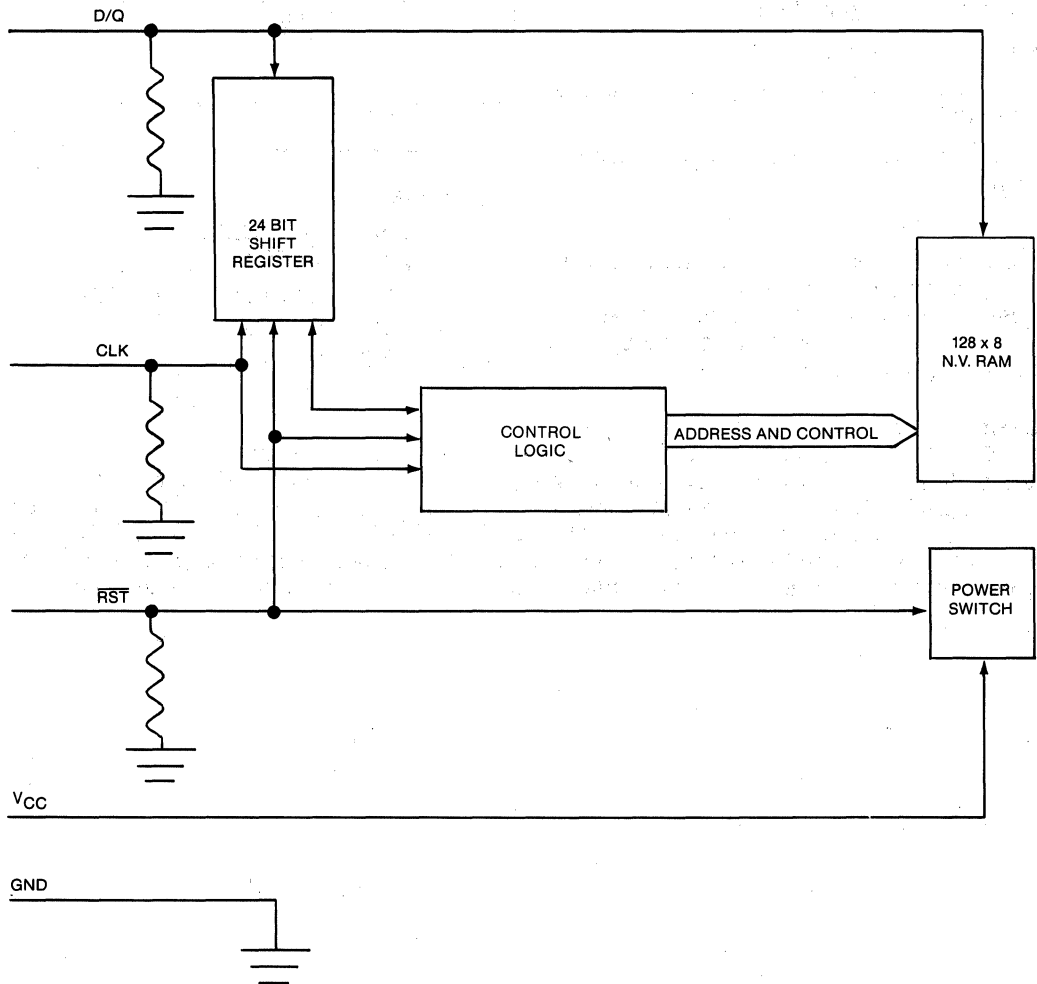 D/Q
24 BIT
SHIFT
REGISTER
CLK
128 x 8
N.V. RAM
CONTROL
LOGIC
ADDRESS AND CONTROL
RST
POWER
SWITCH
VCC
GND